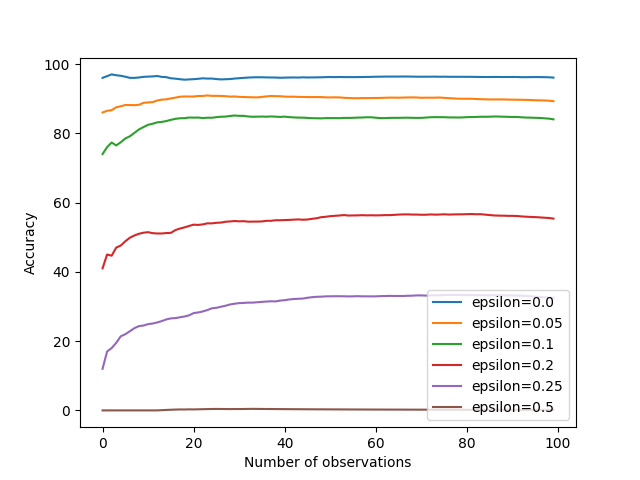 100
80
60
40
20
0
Accuracy
epsilon=0.0
epsilon=0.05
epsilon=0.1
epsilon=0.2
epsilon=0.25
epsilon=0.5
0 20 40 60 80 100
Number of observations